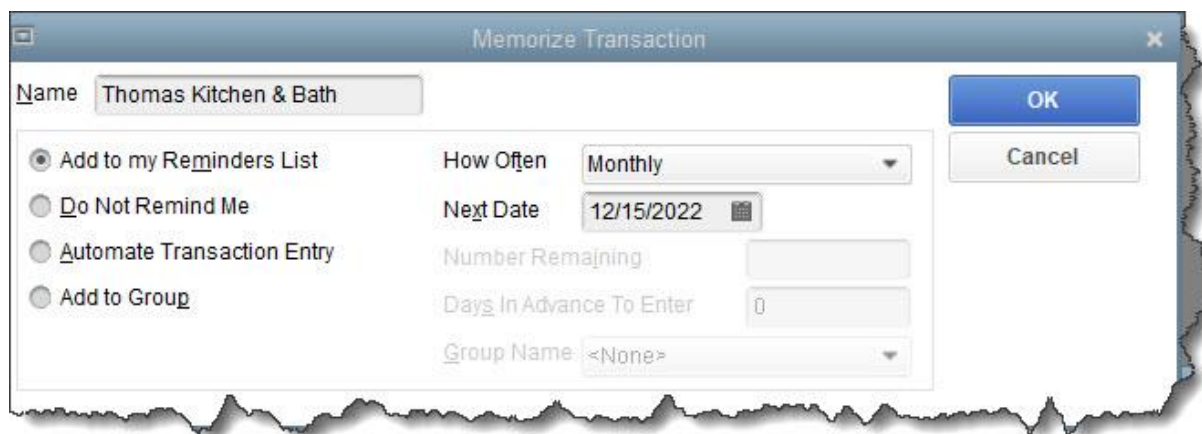 Memorize Transaction
Name Thomas Kitchen & Bath
OK
Cancel
Add to my Reminders List
Do Not Remind Me
Automate Transaction Entry
Add to Group
How Often Monthly
Next Date 12/15/2022
Number Remaining
Days In Advance To Enter 0
Group Name <None>